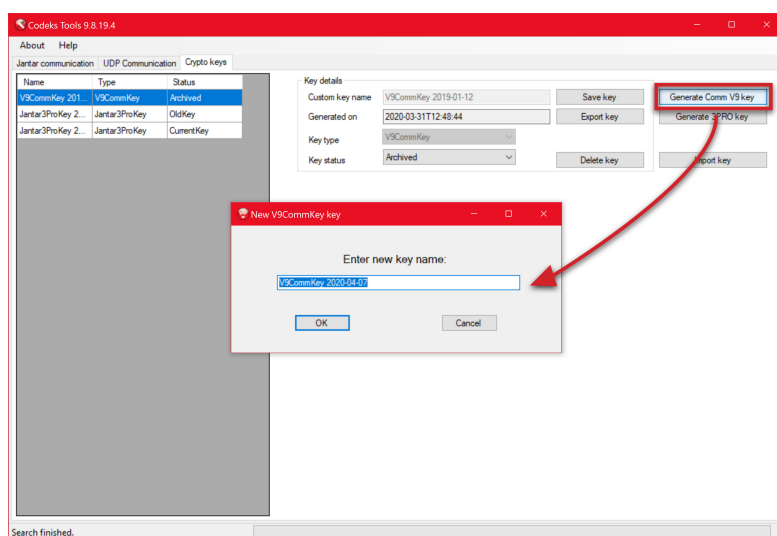 Codeks Tools 9.8.19.4
About Help
Jantar communication UDP Communication Crypto keys
Name Type Status
V9CommKey 201... V9CommKey Archived
Jantar3ProKey 2... Jantar3ProKey OldKey
Jantar3ProKey 2... Jantar3ProKey CurrentKey
Key details
Custom key name V9CommKey 2019-01-12 Save key Generate Comm V9 key
Generated on 2020-03-31T12:48:44 Export key Generate 3PRO key
Key type V9CommKey
Key status Archived Delete key Import key
New V9CommKey key
Enter new key name:
V9CommKey 2020-04-07
OK Cancel
Search finished.